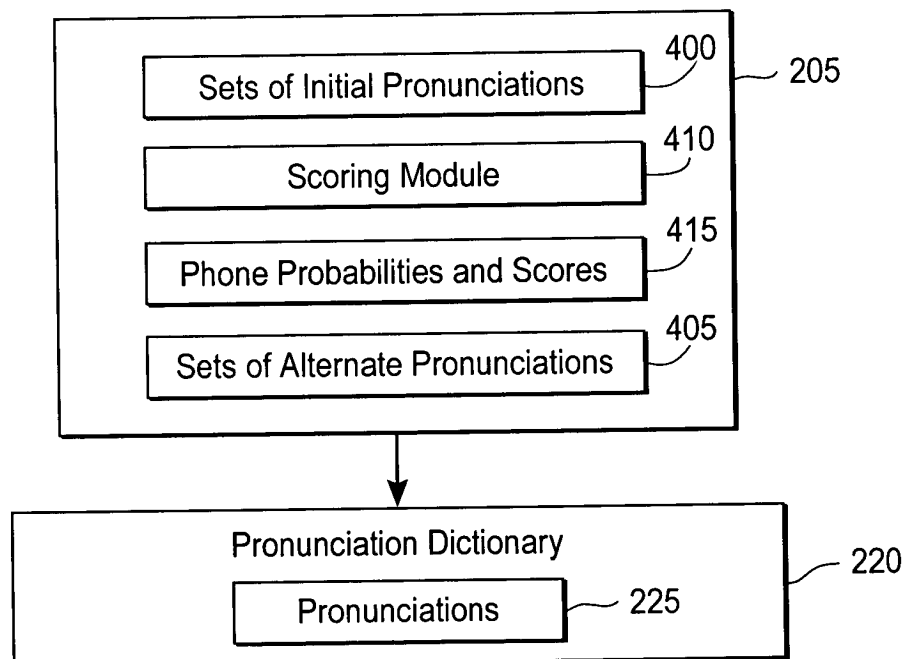 400
Sets of Initial Pronunciations
205
410
Scoring Module
415
Phone Probabilities and Scores
405
Sets of Alternate Pronunciations
Pronunciation Dictionary
220
Pronunciations
225